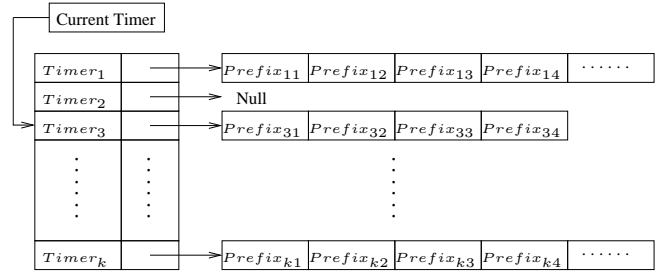 Current Timer
Timer₁ Prefix₁₁ Prefix₁₂ Prefix₁₃ Prefix₁₄ ······
Timer₂ Null
Timer₃ Prefix₃₁ Prefix₃₂ Prefix₃₃ Prefix₃₄
Timerₖ Prefixₖ₁ Prefixₖ₂ Prefixₖ₃ Prefixₖ₄ ······